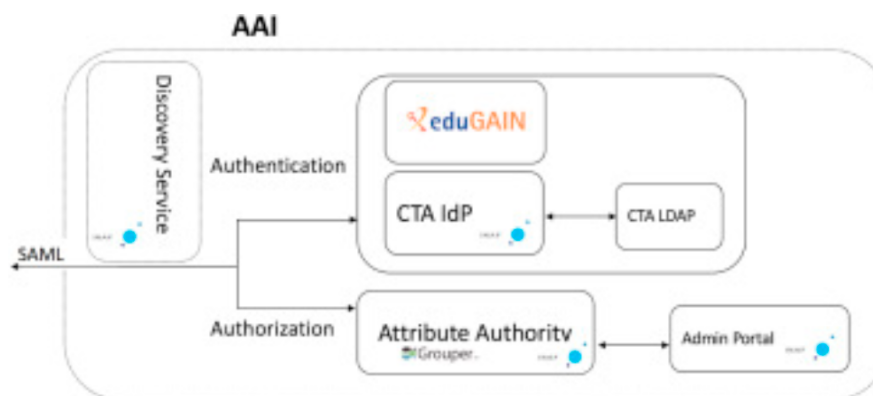 AAI
Discovery Service
eduGAIN
Authentication
CTA IdP
CTA LDAP
SAML
Authorization
Attribute Authority
Grouper
Admin Portal